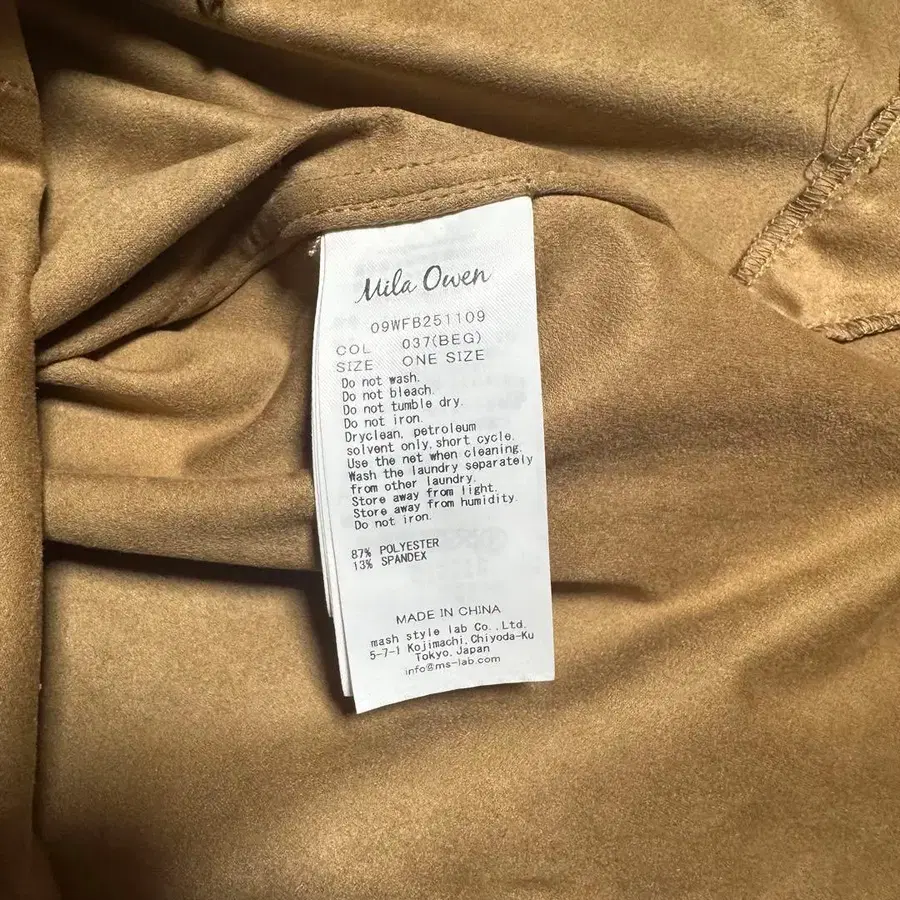 Mila Owen
09WFB251109
COL 037(BEG)
SIZE ONE SIZE
Do not wash.
Do not bleach.
Do not tumble dry.
Do not iron.
Dryclean, petroleum
solvent only,short cycle.
Use the net when cleaning.
Wash the laundry separately
from other laundry.
Store away from light.
Store away from humidity.
Do not iron.
87% POLYESTER
13% SPANDEX
MADE IN CHINA
mash style lab Co.,Ltd.
5-7-1 Kojimachi,Chiyoda-Ku
Tokyo,Japan
info@ms-lab.com